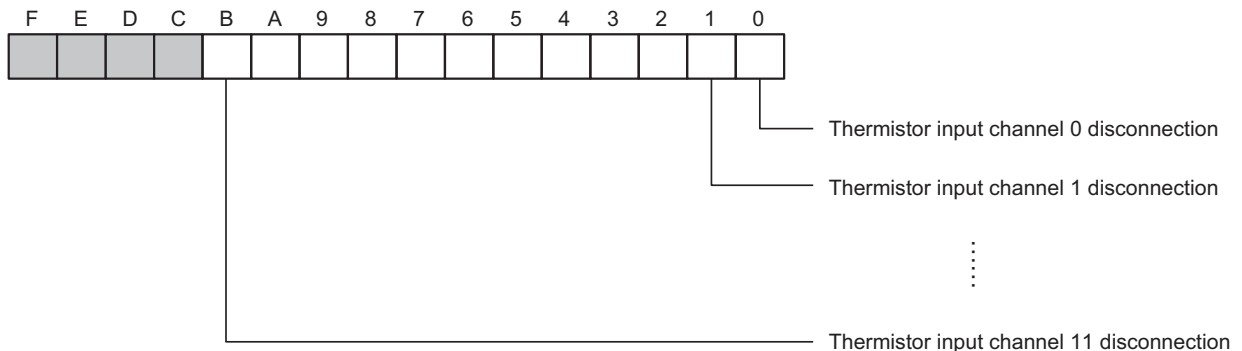 F E D C B A 9 8 7 6 5 4 3 2 1 0
Thermistor input channel 0 disconnection
Thermistor input channel 1 disconnection
Thermistor input channel 11 disconnection